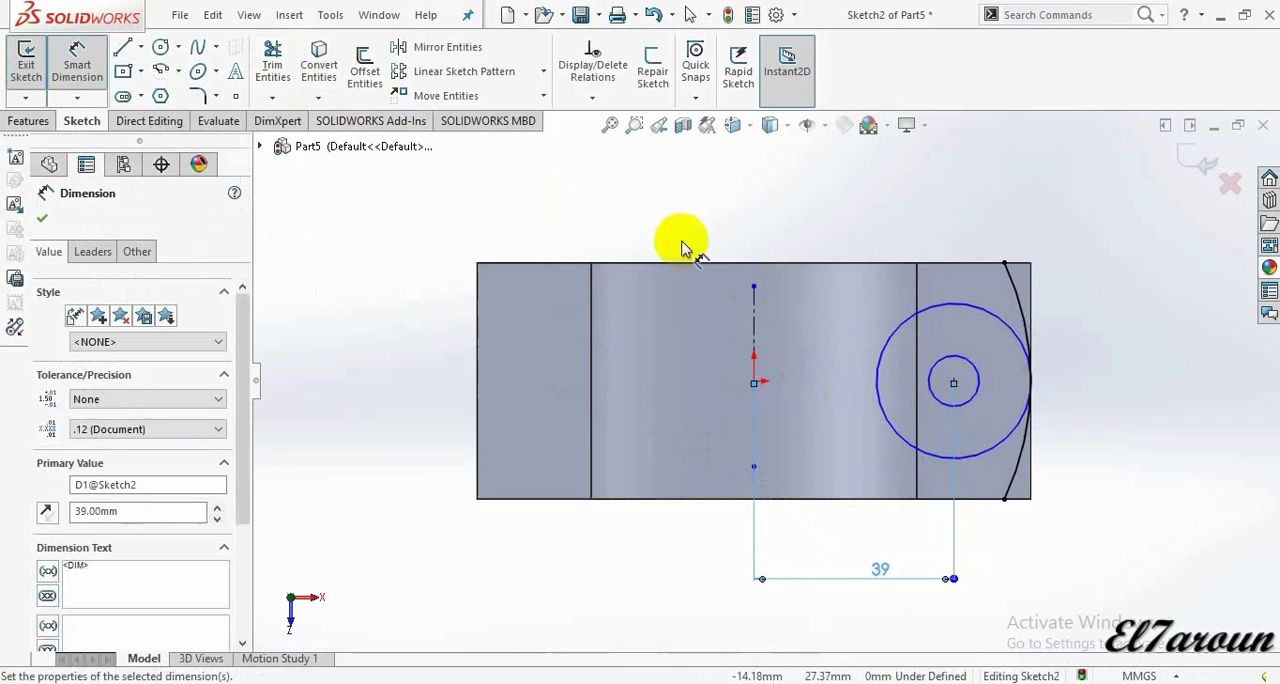 SOLIDWORKS
File Edit View Insert Tools Window Help
Sketch2 of Part5 *
Search Commands
?
Exit Sketch
Smart Dimension
Trim Entities
Convert Entities
Offset Entities
Mirror Entities
Linear Sketch Pattern
Move Entities
Display/Delete Relations
Repair Sketch
Quick Snaps
Rapid Sketch
Instant2D
Features Sketch Direct Editing Evaluate DimXpert SOLIDWORKS Add-Ins SOLIDWORKS MBD
Part5 (Default<<Default>...
Dimension
Value Leaders Other
Style
<NONE>
Tolerance/Precision
None
.12 (Document)
Primary Value
D1@Sketch2
39.00mm
Dimension Text
<DIM>
39
X
Z
Activate Wind
Go to Settings to activate
El7aroun
Model 3D Views Motion Study 1
Set the properties of the selected dimension(s).
-14.18mm 27.37mm 0mm Under Defined Editing Sketch2 MMGS